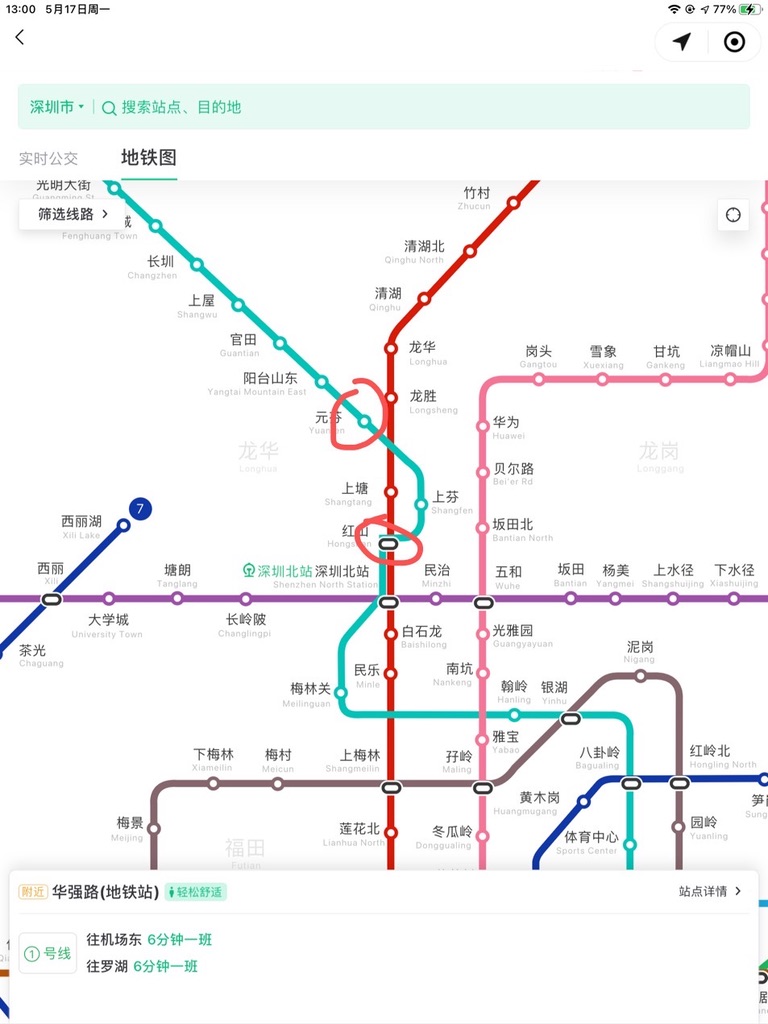 13:00 5月17日周一
77%
深圳市
搜索站点、目的地
实时公交
地铁图
光明大街
Guangming St
筛选线路
城
Fenghuang Town
竹村
Zhucun
清湖北
Qinghu North
长圳
Changzhen
清湖
Qinghu
上屋
Shangwu
官田
Guantian
龙华
Longhua
岗头
Gangtou
雪象
Xuexiang
甘坑
Gankeng
凉帽山
Liangmao Hill
阳台山东
Yangtai Mountain East
龙胜
Longsheng
元芬
华为
Huawei
龙华
Longhua
龙岗
Longgang
贝尔路
Bei'er Rd
上塘
Shangtang
上芬
Shangfen
7
西丽湖
Xili Lake
红山
坂田北
Bantian North
西丽
Xili
塘朗
Tanglang
深圳北站
深圳北站
Shenzhen North Station
民治
Minzhi
五和
Wuhe
坂田
Bantian
杨美
Yangmei
上水径
Shangshuijing
下水径
Xiashuijing
大学城
University Town
长岭陂
Changlingpi
茶光
Chaguang
白石龙
Baishilong
光雅园
Guangyayuan
泥岗
Nigang
民乐
Minle
南坑
Nankeng
梅林关
Meilinguan
翰岭
Hanling
银湖
Yinhu
雅宝
Yabao
下梅林
Xiameilin
梅村
Meicun
上梅林
Shangmeilin
孖岭
Maling
八卦岭
Bagualing
红岭北
Hongling North
黄木岗
Huangmugang
笋
Sung
梅景
Meijing
莲花北
Lianhua North
冬瓜岭
Donggualing
体育中心
Sports Center
园岭
Yuanling
福田
Futian
附近
华强路(地铁站)
轻松舒适
站点详情
1号线
往机场东 6分钟一班
往罗湖 6分钟一班